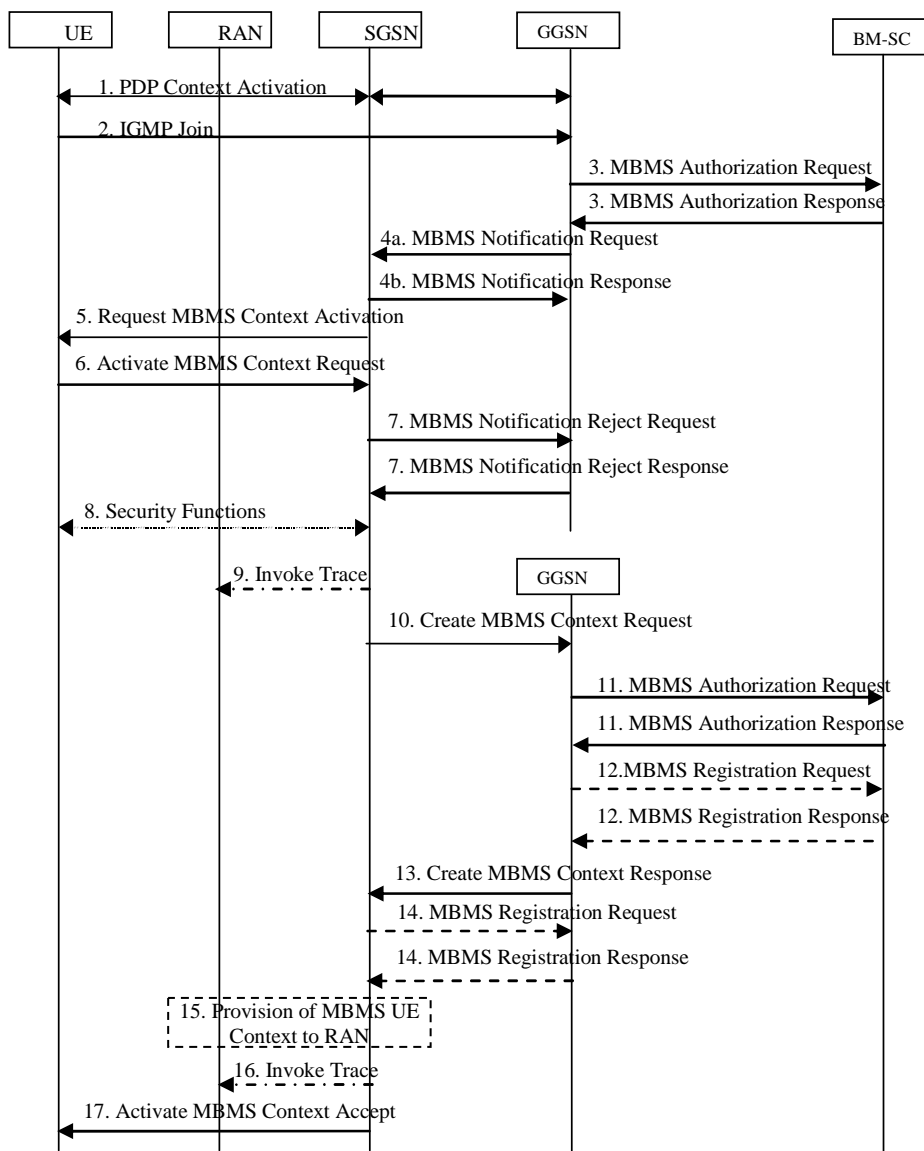 UE
RAN
SGSN
GGSN
BM-SC
1. PDP Context Activation
2. IGMP Join
3. MBMS Authorization Request
3. MBMS Authorization Response
4a. MBMS Notification Request
4b. MBMS Notification Response
5. Request MBMS Context Activation
6. Activate MBMS Context Request
7. MBMS Notification Reject Request
7. MBMS Notification Reject Response
8. Security Functions
9. Invoke Trace
GGSN
10. Create MBMS Context Request
11. MBMS Authorization Request
11. MBMS Authorization Response
12.MBMS Registration Request
12. MBMS Registration Response
13. Create MBMS Context Response
14. MBMS Registration Request
14. MBMS Registration Response
15. Provision of MBMS UE
Context to RAN
16. Invoke Trace
17. Activate MBMS Context Accept